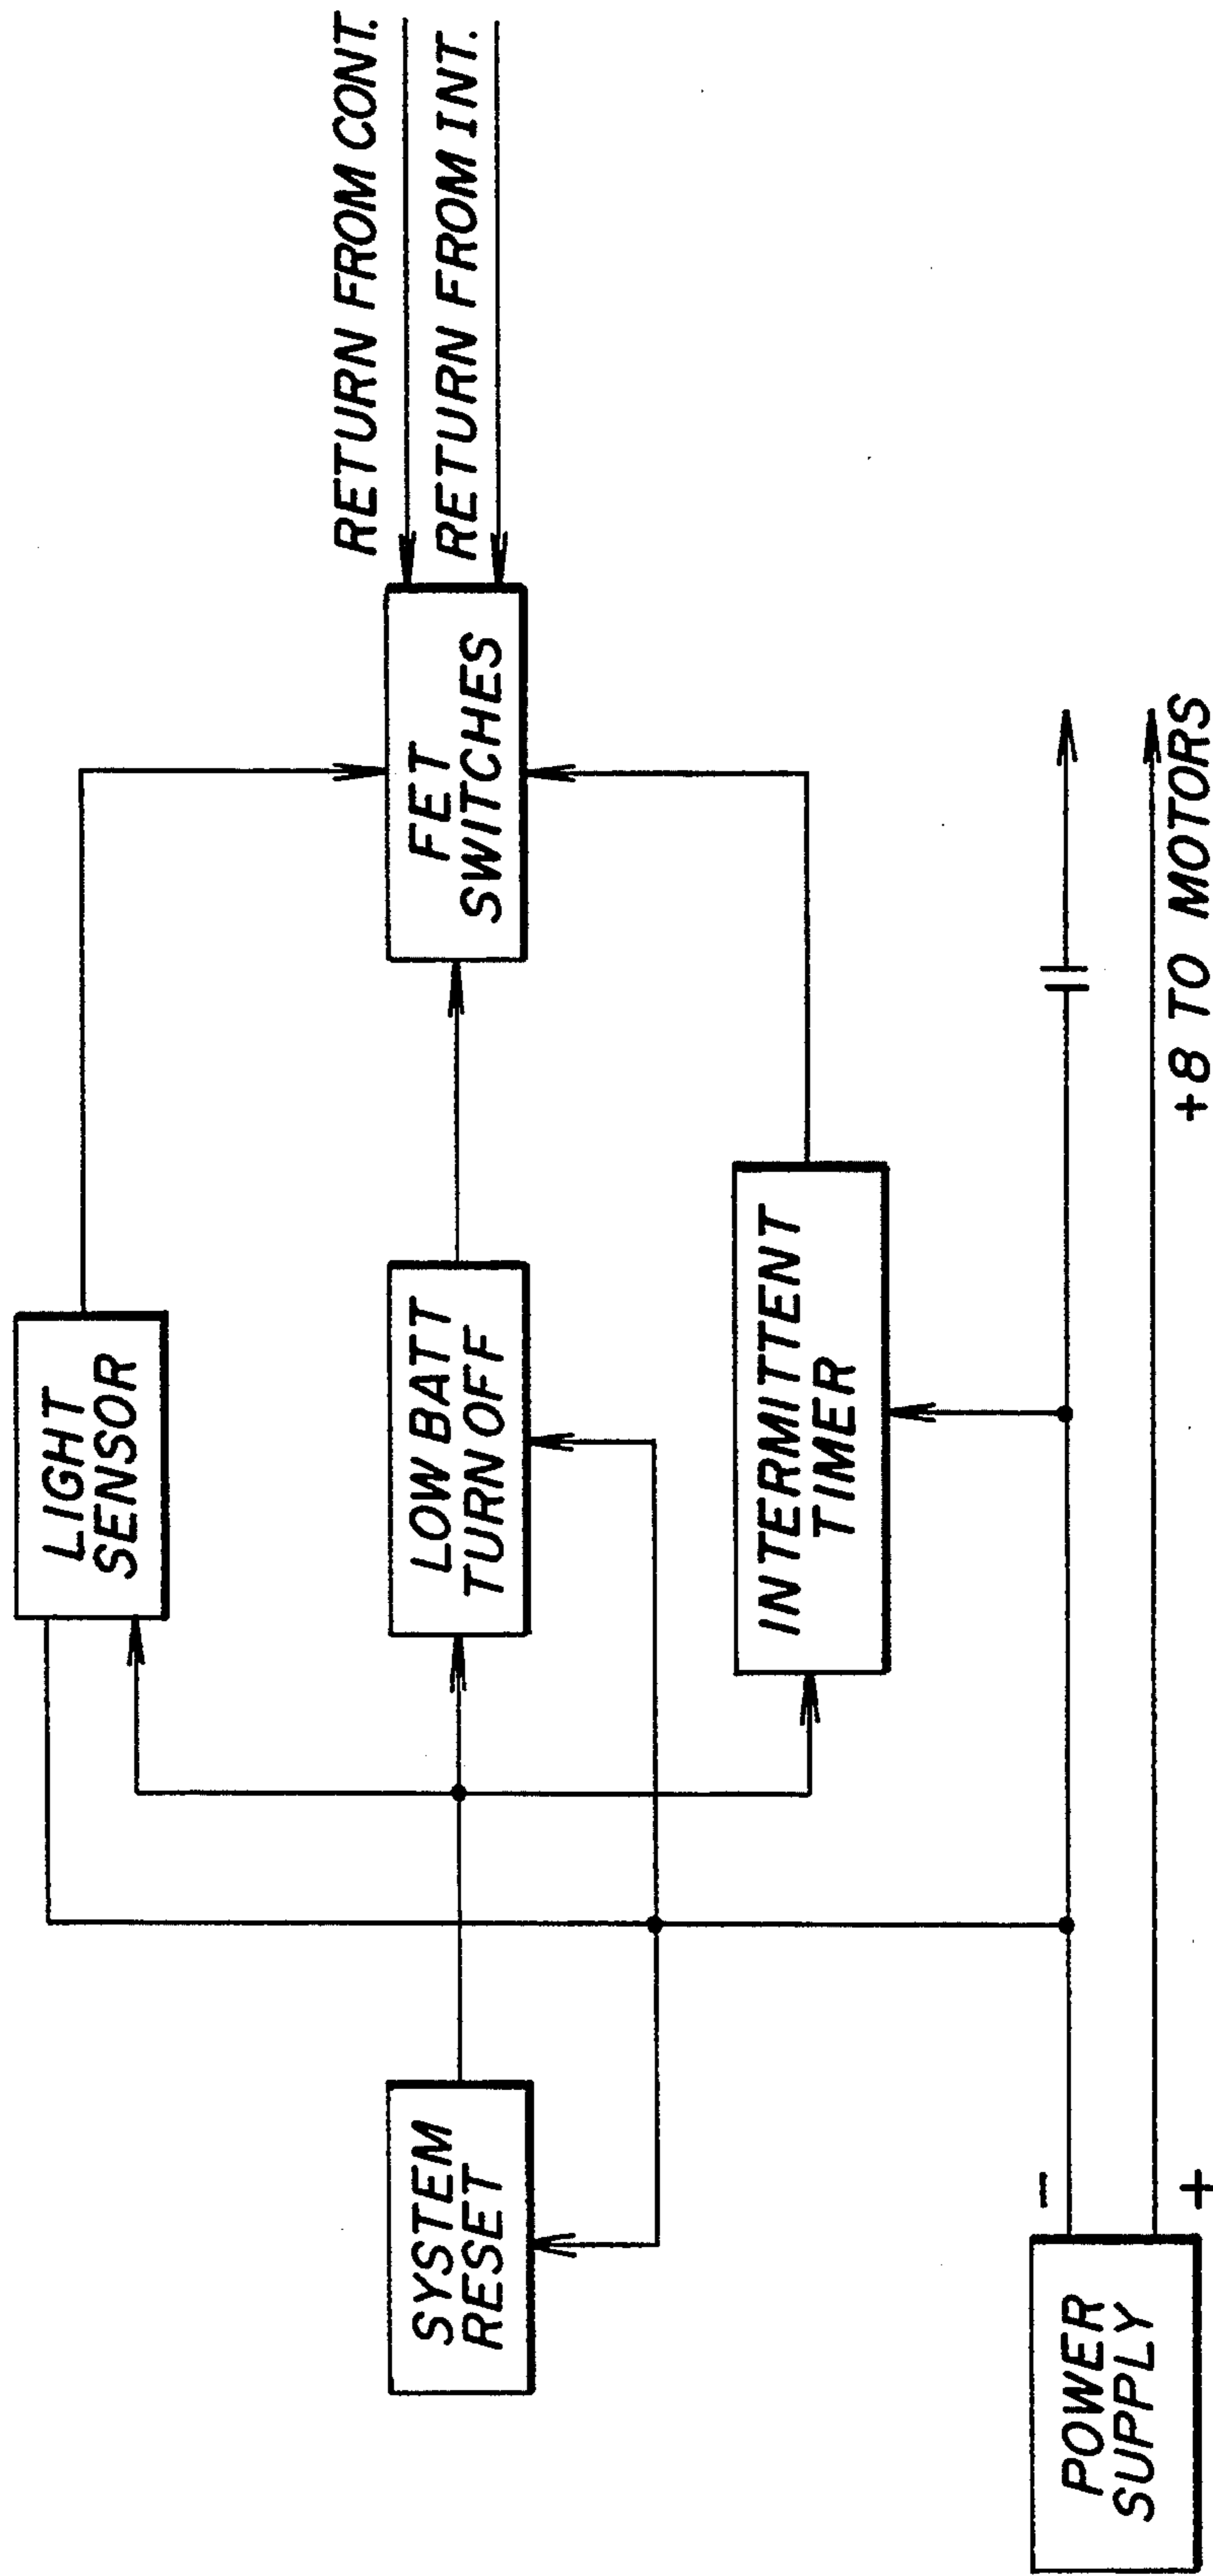 LIGHT
SENSOR
RETURN FROM CONT.
RETURN FROM INT.
SYSTEM
RESET
LOW BATT
TURN OFF
FET
SWITCHES
INTERMITTENT
TIMER
POWER
SUPPLY
-
+
+8 TO MOTORS